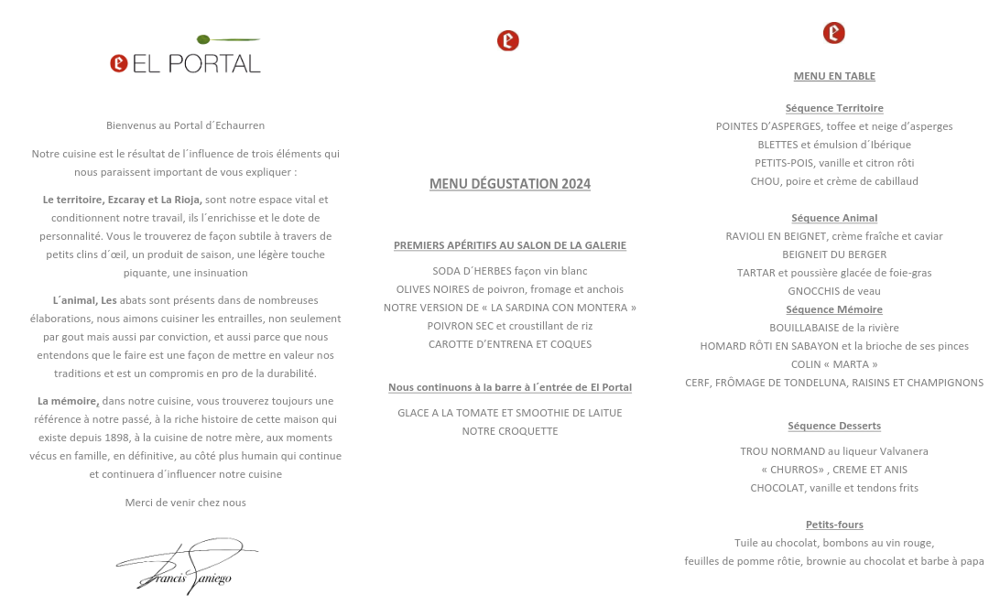 EL PORTAL
Bienvenus au Portal d´Echaurren
Notre cuisine est le résultat de l´influence de trois éléments qui
nous paraissent important de vous expliquer :
Le territoire, Ezcaray et La Rioja, sont notre espace vital et
conditionnent notre travail, ils l´enrichisse et le dote de
personnalité. Vous le trouverez de façon subtile à travers de
petits clins d´œil, un produit de saison, une légère touche
piquante, une insinuation
L´animal, Les abats sont présents dans de nombreuses
élaborations, nous aimons cuisiner les entrailles, non seulement
par gout mais aussi par conviction, et aussi parce que nous
entendons que le faire est une façon de mettre en valeur nos
traditions et est un compromis en pro de la durabilité.
La mémoire, dans notre cuisine, vous trouverez toujours une
référence à notre passé, à la riche histoire de cette maison qui
existe depuis 1898, à la cuisine de notre mère, aux moments
vécus en famille, en définitive, au côté plus humain qui continue
et continuera d´influencer notre cuisine
Merci de venir chez nous
Francis Paniego
MENU DÉGUSTATION 2024
PREMIERS APÉRITIFS AU SALON DE LA GALERIE
SODA D´HERBES façon vin blanc
OLIVES NOIRES de poivron, fromage et anchois
NOTRE VERSION DE « LA SARDINA CON MONTERA »
POIVRON SEC et croustillant de riz
CAROTTE D’ENTRENA ET COQUES
Nous continuons à la barre à l´entrée de El Portal
GLACE A LA TOMATE ET SMOOTHIE DE LAITUE
NOTRE CROQUETTE
MENU EN TABLE
Séquence Territoire
POINTES D’ASPERGES, toffee et neige d’asperges
BLETTES et émulsion d´Ibérique
PETITS-POIS, vanille et citron rôti
CHOU, poire et crème de cabillaud
Séquence Animal
RAVIOLI EN BEIGNET, crème fraîche et caviar
BEIGNEIT DU BERGER
TARTAR et poussière glacée de foie-gras
GNOCCHIS de veau
Séquence Mémoire
BOUILLABAISE de la rivière
HOMARD RÔTI EN SABAYON et la brioche de ses pinces
COLIN « MARTA »
CERF, FRÔMAGE DE TONDELUNA, RAISINS ET CHAMPIGNONS
Séquence Desserts
TROU NORMAND au liqueur Valvanera
« CHURROS» , CREME ET ANIS
CHOCOLAT, vanille et tendons frits
Petits-fours
Tuile au chocolat, bombons au vin rouge,
feuilles de pomme rôtie, brownie au chocolat et barbe à papa